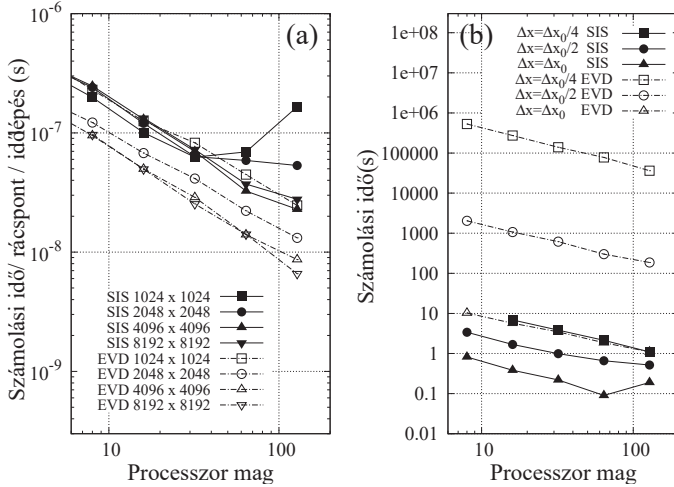 (a)
10^-6
10^-7
10^-8
10^-9
Számolási idő/ rácspont / időlépés (s)
SIS 1024 x 1024
SIS 2048 x 2048
SIS 4096 x 4096
SIS 8192 x 8192
EVD 1024 x 1024
EVD 2048 x 2048
EVD 4096 x 4096
EVD 8192 x 8192
10
100
Processzor mag
(b)
Δx=Δx₀/4 SIS
Δx=Δx₀/2 SIS
Δx=Δx₀ SIS
Δx=Δx₀/4 EVD
Δx=Δx₀/2 EVD
Δx=Δx₀ EVD
1e+08
1e+07
1e+06
100000
10000
1000
100
10
1
0.1
0.01
Számolási idő(s)
10
100
Processzor mag